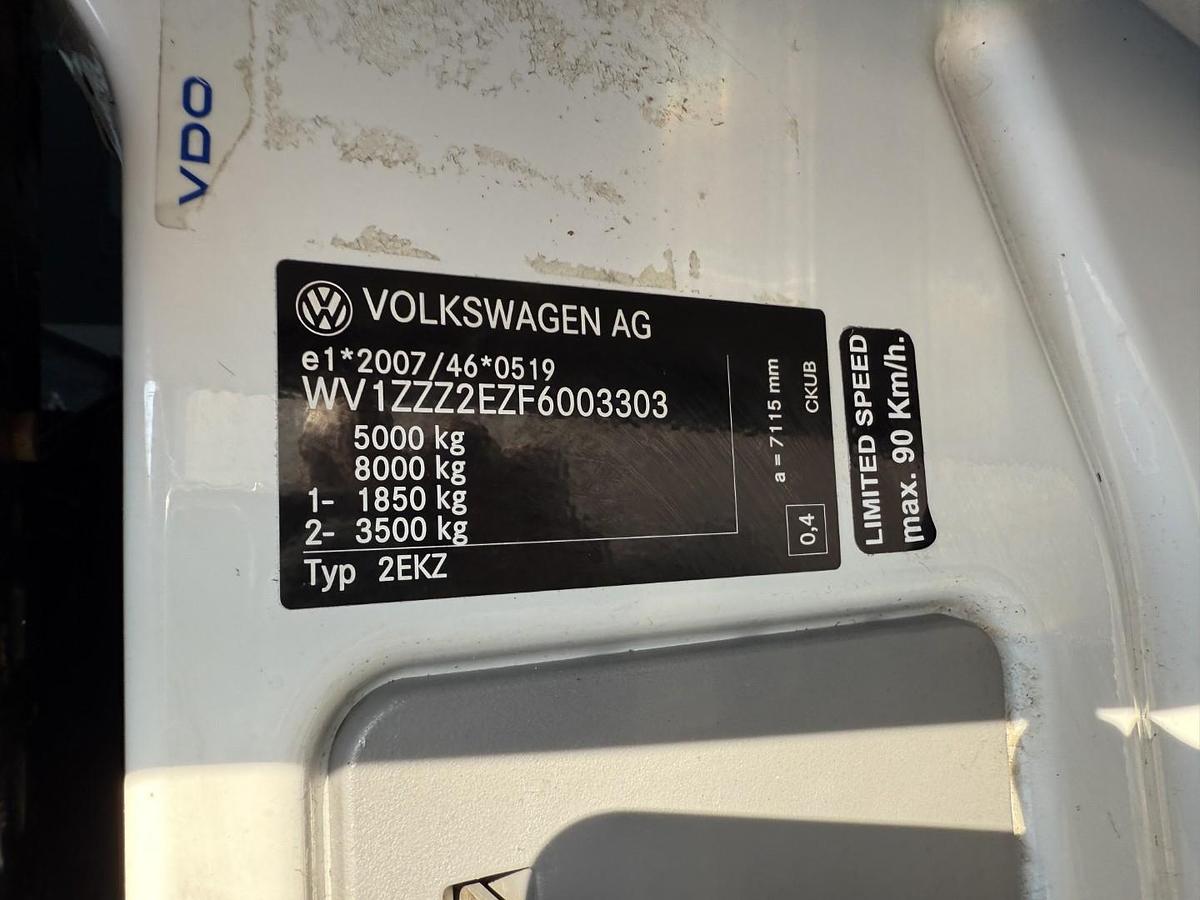 VDO
VOLKSWAGEN AG
e1*2007/46*0519
WV1ZZZ2EZF6003303
5000 kg
8000 kg
1- 1850 kg
2- 3500 kg
Typ 2EKZ
a = 7115 mm
CKUB
0,4
LIMITED SPEED
max. 90 Km/h.